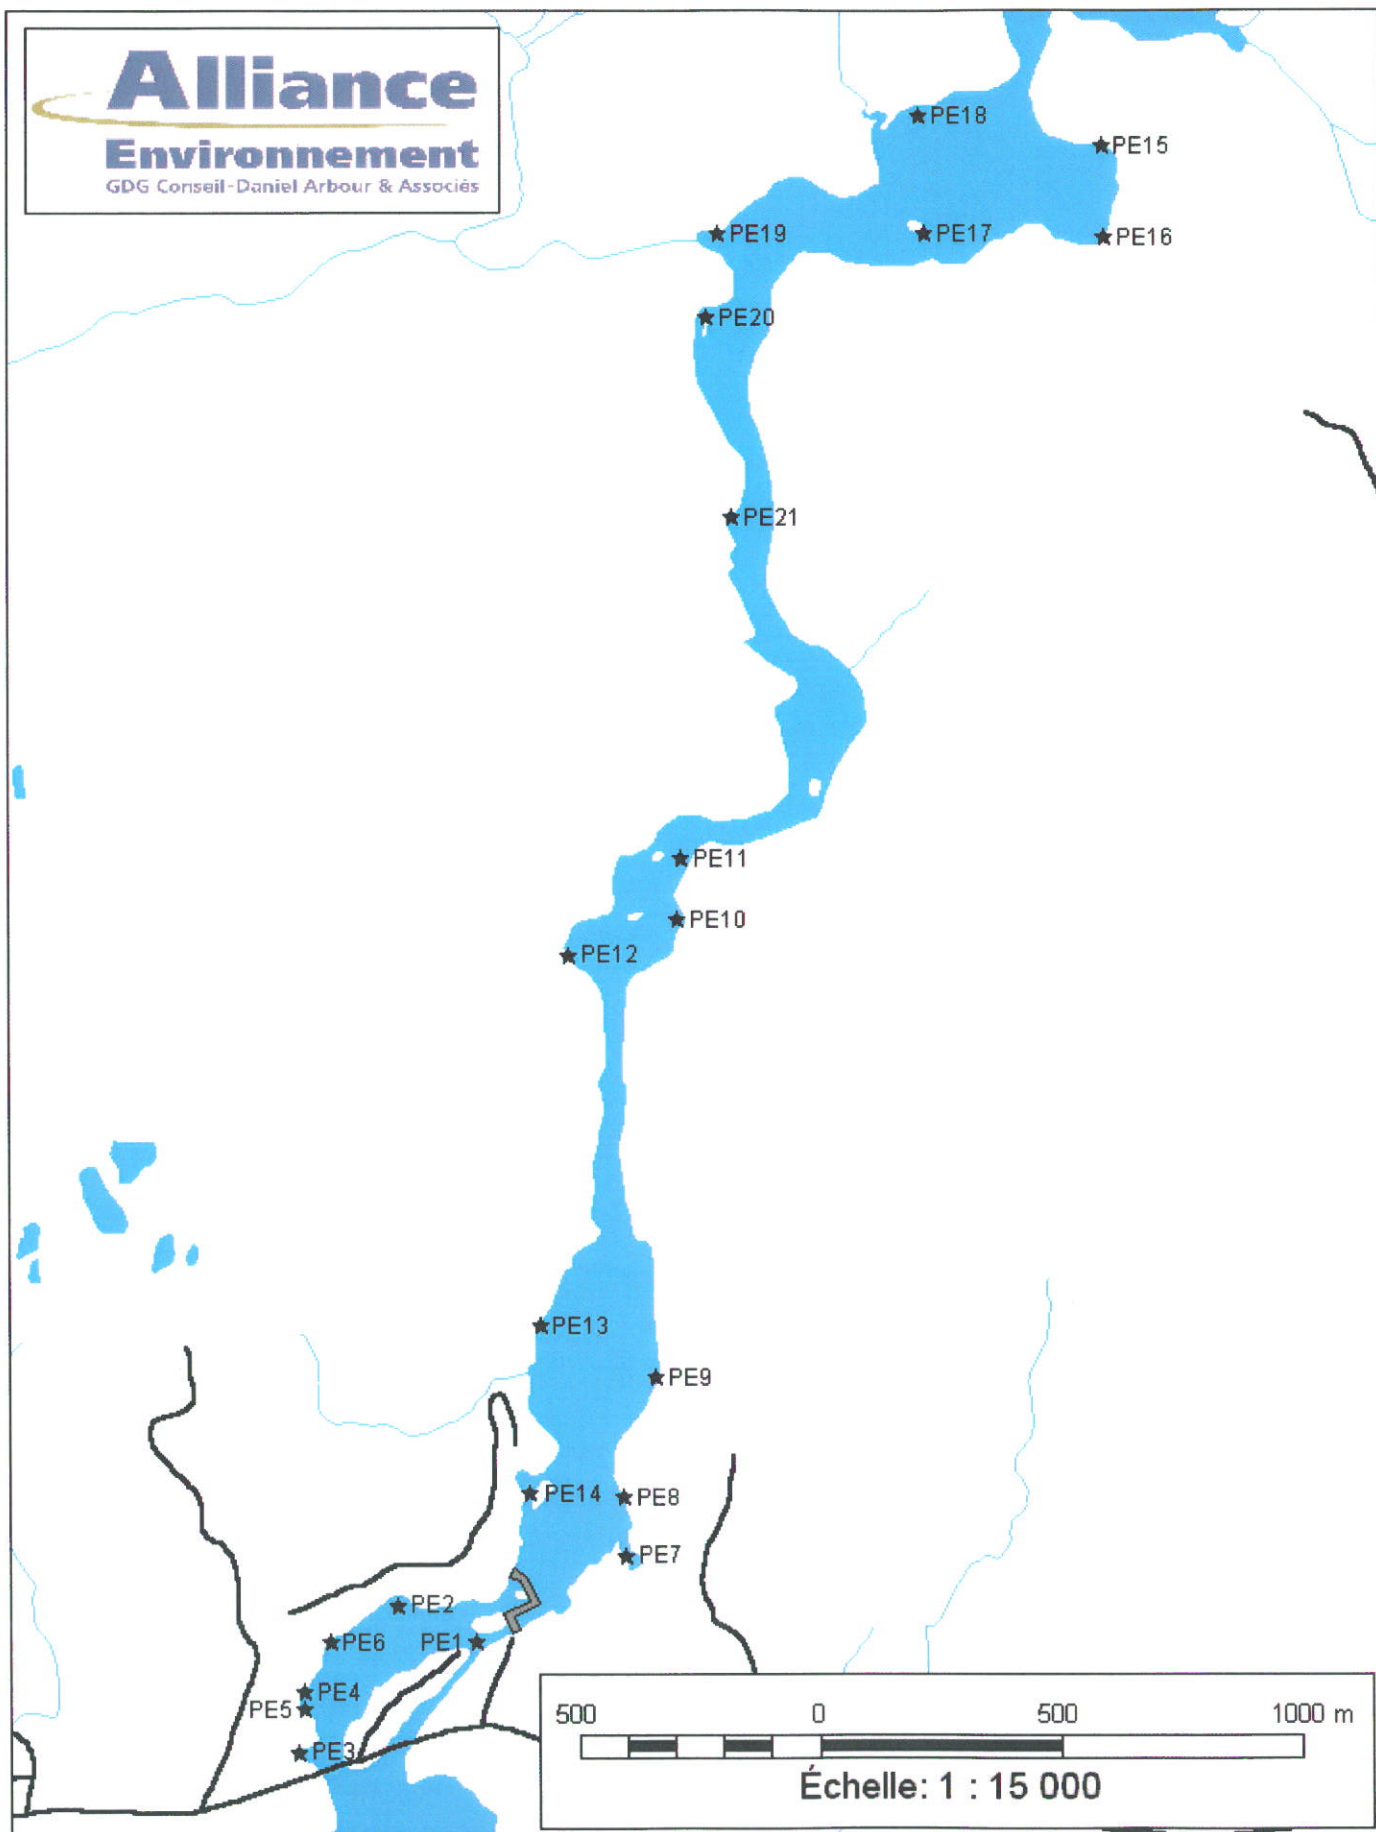 Alliance
Environnement
GDG Conseil-Daniel Arbour & Associés
PE18
PE15
PE19
PE17
PE16
PE20
PE21
PE11
PE10
PE12
PE13
PE9
PE14
PE8
PE7
PE2
PE6
PE1
PE4
PE5
PE3
500 0 500 1000 m
Échelle: 1 : 15 000